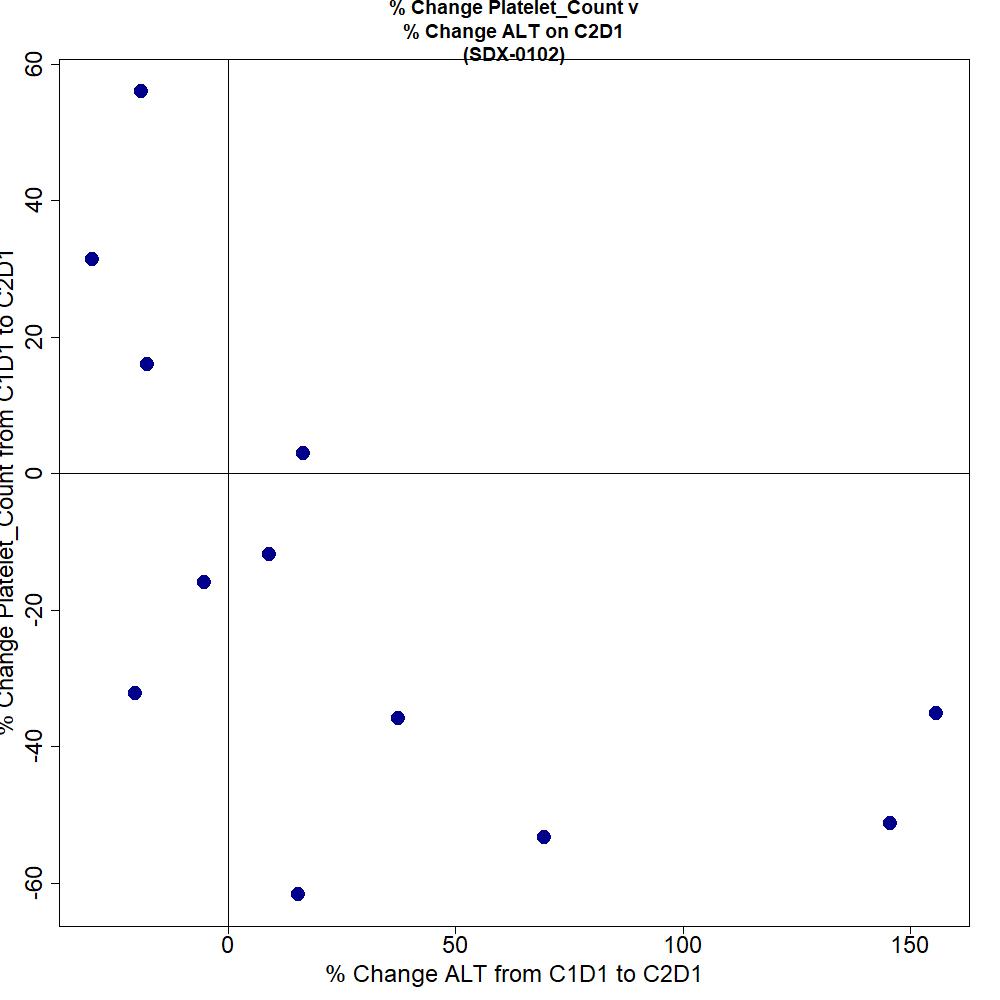 % Change Platelet_Count v
% Change ALT on C2D1
(SDX-0102)
% Change Platelet_Count from C1D1 to C2D1
60
40
20
0
-20
-40
-60
0
50
100
150
% Change ALT from C1D1 to C2D1